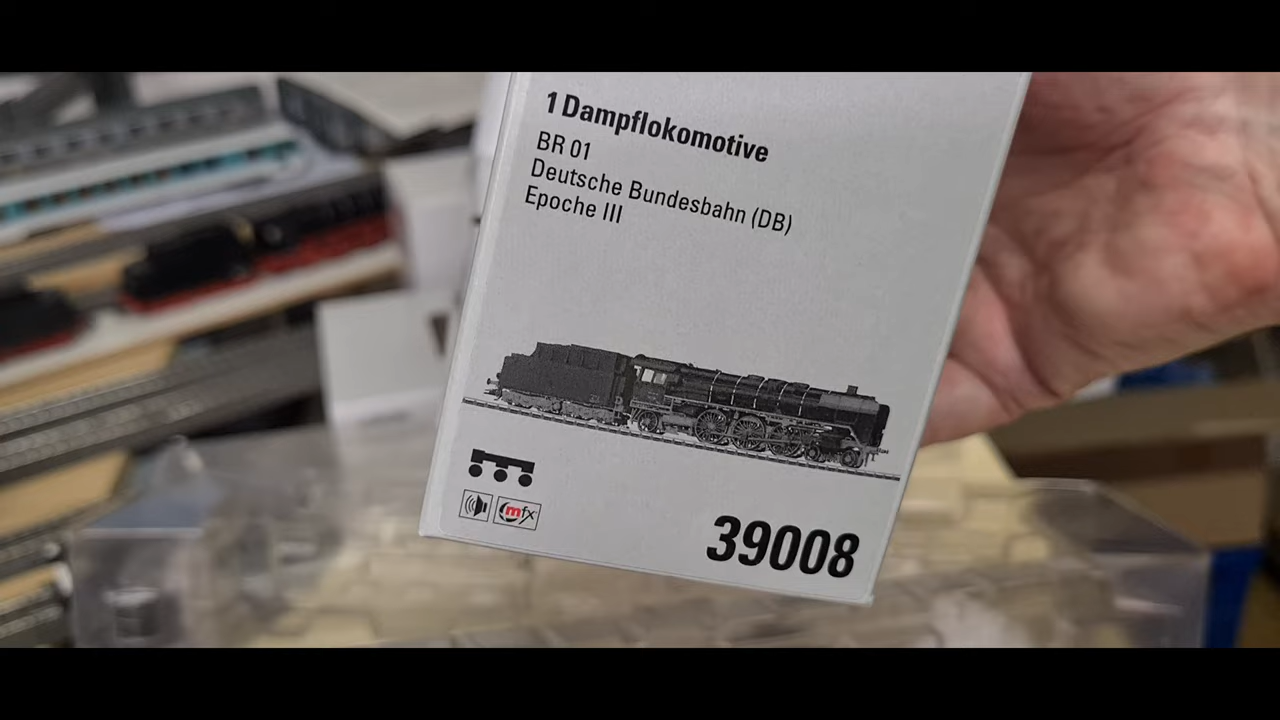 1 Dampflokomotive
BR 01
Deutsche Bundesbahn (DB)
Epoche III
mfx
39008